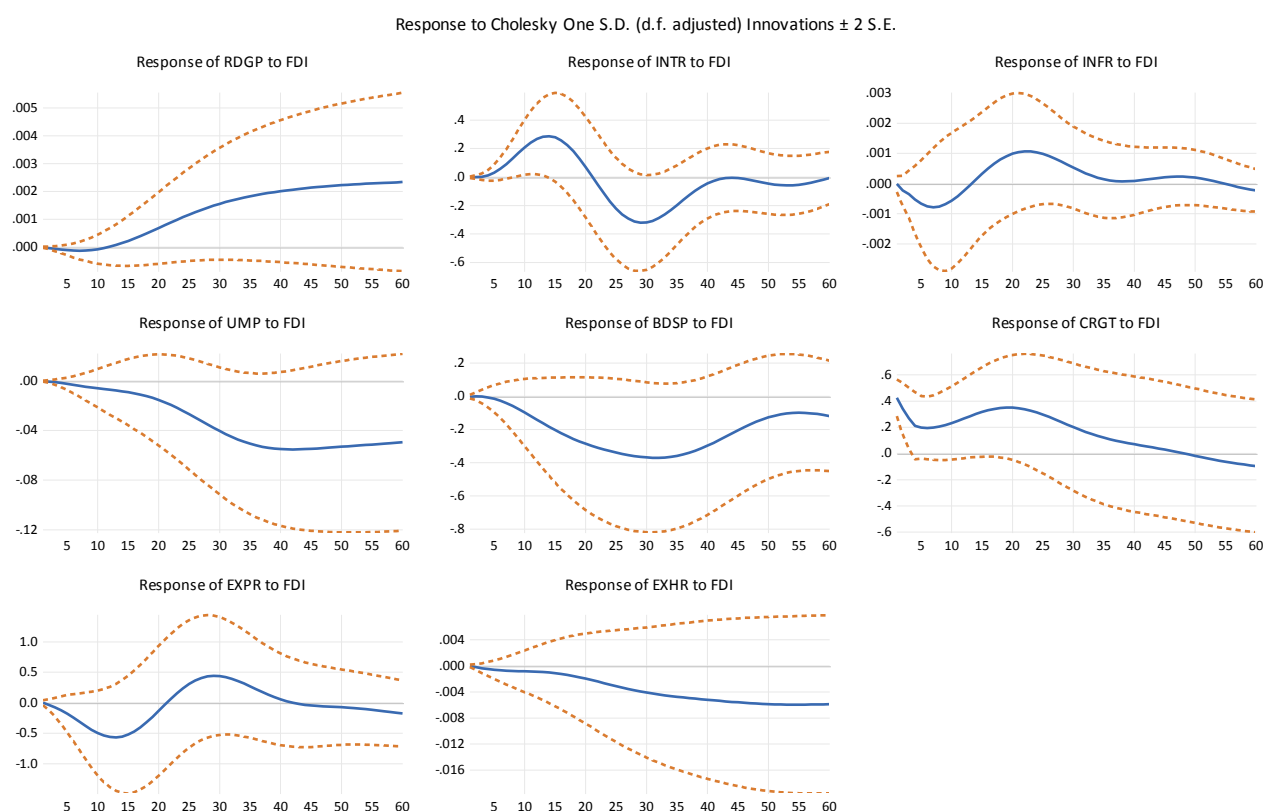 Response to Cholesky One S.D. (d.f. adjusted) Innovations ± 2 S.E.
Response of RDGP to FDI
.005
.004
.003
.002
.001
.000
5 10 15 20 25 30 35 40 45 50 55 60
Response of INTR to FDI
.4
.2
.0
-.2
-.4
-.6
5 10 15 20 25 30 35 40 45 50 55 60
Response of INFR to FDI
.003
.002
.001
.000
-.001
-.002
5 10 15 20 25 30 35 40 45 50 55 60
Response of UMP to FDI
.00
-.04
-.08
-.12
5 10 15 20 25 30 35 40 45 50 55 60
Response of BDSP to FDI
.2
.0
-.2
-.4
-.6
-.8
5 10 15 20 25 30 35 40 45 50 55 60
Response of CRGT to FDI
.6
.4
.2
.0
-.2
-.4
-.6
5 10 15 20 25 30 35 40 45 50 55 60
Response of EXPR to FDI
1.0
0.5
0.0
-0.5
-1.0
5 10 15 20 25 30 35 40 45 50 55 60
Response of EXHR to FDI
.004
.000
-.004
-.008
-.012
-.016
5 10 15 20 25 30 35 40 45 50 55 60